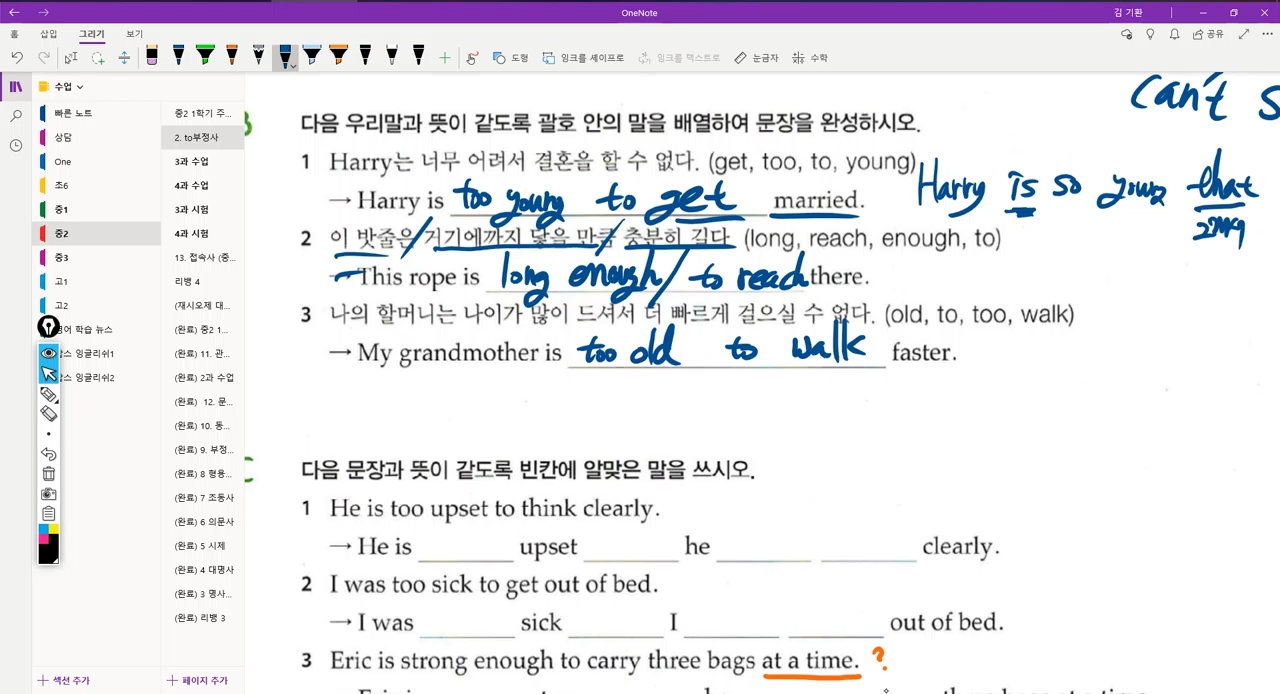 OneNote
김 기환
홈 삽입 그리기 보기
도형 잉크를 셰이프로 잉크를 텍스트로 눈금자 수학 공유
수업
빠른 노트
상담
One
초6
중1
중2
중3
고1
고2
영어 학습 뉴스
스 잉글리쉬1
스 잉글리쉬2
섹션 추가
중2 1학기 주...
2. to부정사
3과 수업
4과 수업
3과 시험
4과 시험
13. 접속사 (중...
리뱅 4
(재시오제 대...
(완료) 중2 1...
(완료) 11. 관...
(완료) 2과 수업
(완료) 12. 문...
(완료) 10. 동...
(완료) 9. 부정...
(완료) 8 형용...
(완료) 7 조동사
(완료) 6 의문사
(완료) 5 시제
(완료) 4 대명사
(완료) 3 명사...
(완료) 리뱅 3
페이지 추가
can't s
다음 우리말과 뜻이 같도록 괄호 안의 말을 배열하여 문장을 완성하시오.
1 Harry는 너무 어려서 결혼을 할 수 없다. (get, too, to, young)
→ Harry is too young to get married.
Harry is so young that
2 이 밧줄은 거기에까지 닿을 만큼 충분히 길다 (long, reach, enough, to)
→ This rope is long enough / to reach there.
3 나의 할머니는 나이가 많이 드셔서 더 빠르게 걸으실 수 없다. (old, to, too, walk)
→ My grandmother is too old to walk faster.
C
다음 문장과 뜻이 같도록 빈칸에 알맞은 말을 쓰시오.
1 He is too upset to think clearly.
→ He is ______ upset ______ he ______ ______ clearly.
2 I was too sick to get out of bed.
→ I was ______ sick ______ I ______ ______ out of bed.
3 Eric is strong enough to carry three bags at a time. ?